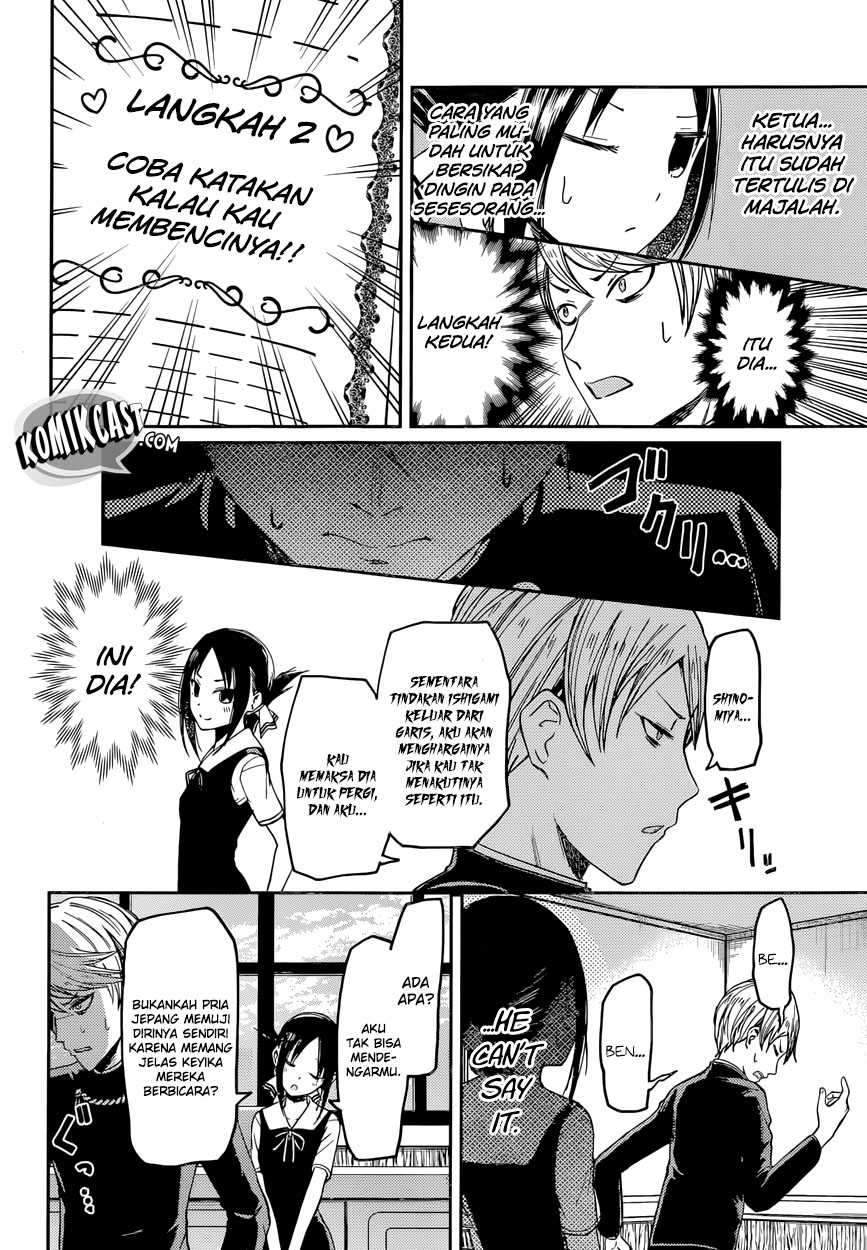 KETUA...
HARUSNYA
ITU SUDAH
TERTULIS DI
MAJALAH.
CARA YANG
PALING MU-
DAH UNTUK
BERSIKAP
DINGIN PADA
SESESORANG...
ITU
DIA...
LANGKAH
KEDUA!
LANGKAH 2
COBA KATAKAN
KALAU KAU
MEMBENCINYA!!
KOMIKCAST
.COM
ゴクリ...
SHINO-
MIYA...
キリッ
SEMENTARA
TINDAKAN ISHIGAMI
KELUAR DARI
GARIS, AKU AKAN
MENGHARGAINYA
JIKA KAU TAK
MENAKUTINYA
SEPERTI ITU.
KAU
MEMAKSA DIA
UNTUK PERGI,
DAN AKU...
INI
DIA!
BE...
BEN...
...HE
CAN'T
SAY
IT.
ADA
APA?
AKU
TAK BISA
MENDE-
NGARMU.
BUKANKAH PRIA
JEPANG MEMUJI
DIRINYA SENDIRI
KARENA MEMANG
JELAS KEYIKA
MEREKA
BERBICARA?